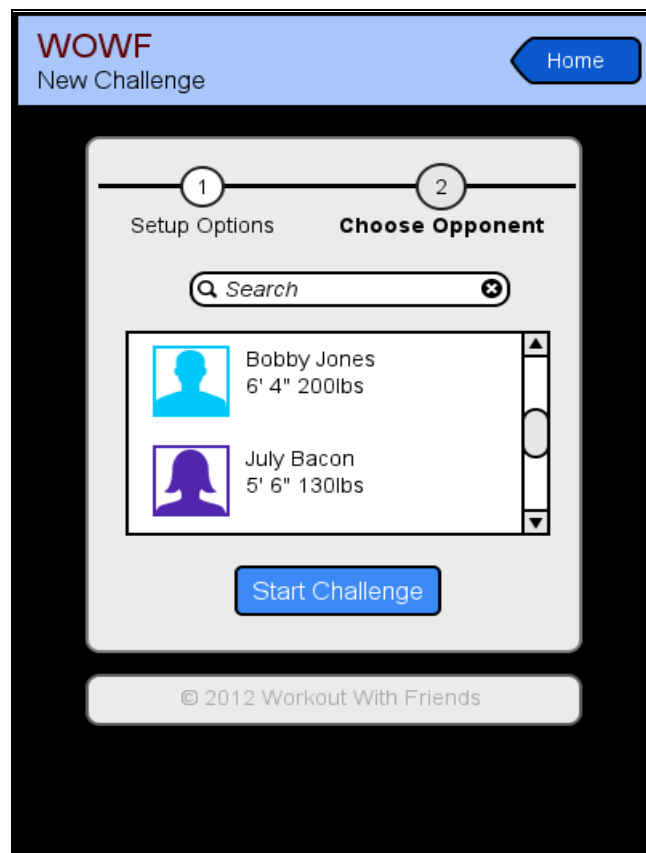 WOWF
New Challenge
Home
1
2
Setup Options
Choose Opponent
Search
Bobby Jones
6' 4" 200lbs
July Bacon
5' 6" 130lbs
Start Challenge
© 2012 Workout With Friends